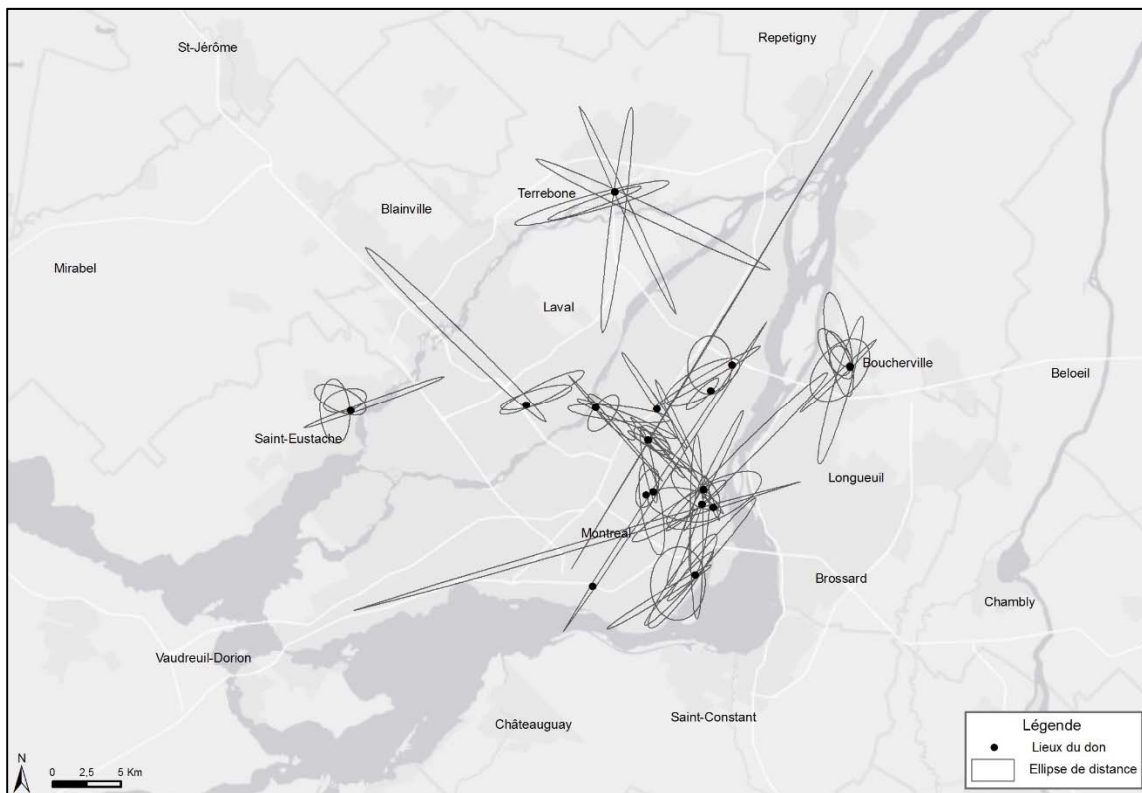 Repetigny
St-Jérôme
Terrebone
Blainville
Mirabel
Laval
Boucherville
Beloeil
Saint-Eustache
Longueuil
Montreal
Brossard
Chambly
Vaudreuil-Dorion
Saint-Constant
Châteauguay
Légende
Lieux du don
Ellipse de distance
N
0 2,5 5 Km